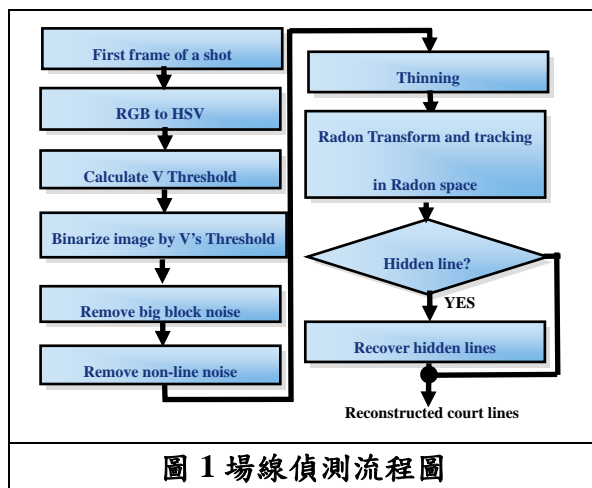 First frame of a shot
RGB to HSV
Calculate V Threshold
Binarize image by V's Threshold
Remove big block noise
Remove non-line noise
Thinning
Radon Transform and tracking
in Radon space
Hidden line?
YES
Recover hidden lines
Reconstructed court lines
圖 1 場線偵測流程圖